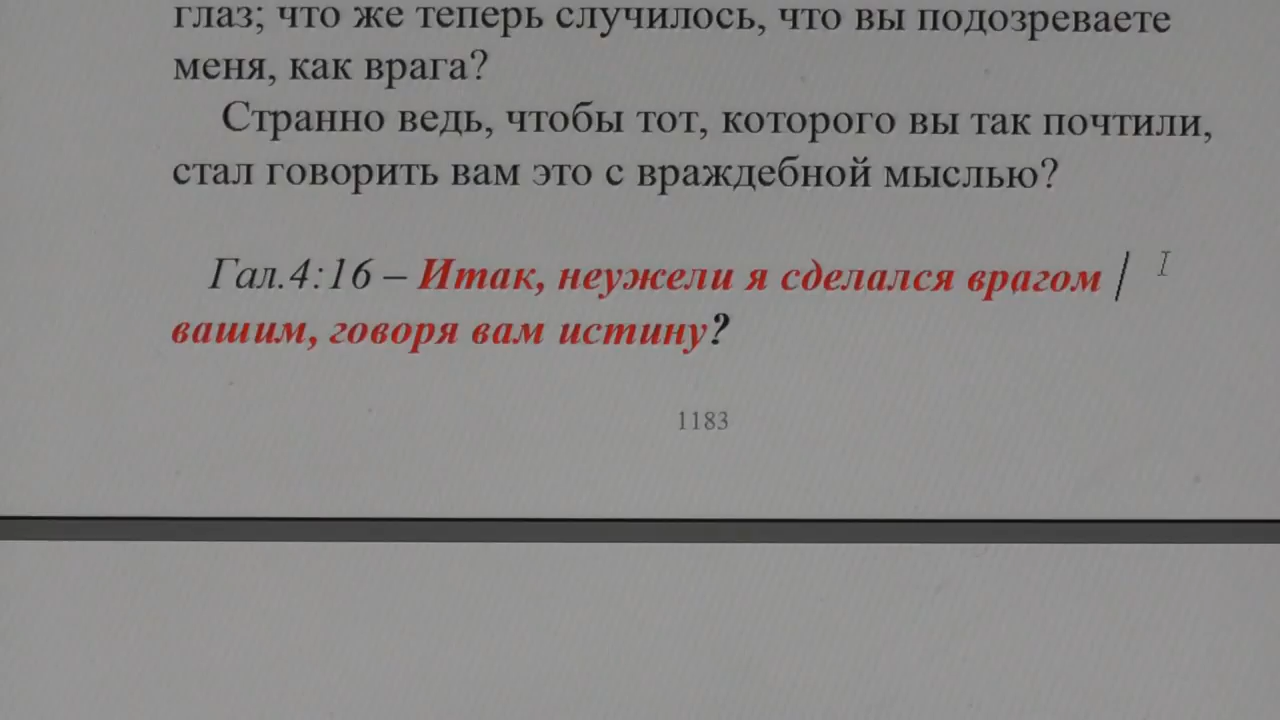 глаз; что же теперь случилось, что вы подозреваете
меня, как врага?
Странно ведь, чтобы тот, которого вы так почтили,
стал говорить вам это с враждебной мыслью?
Гал.4:16 – Итак, неужели я сделался врагом
вашим, говоря вам истину?
1183